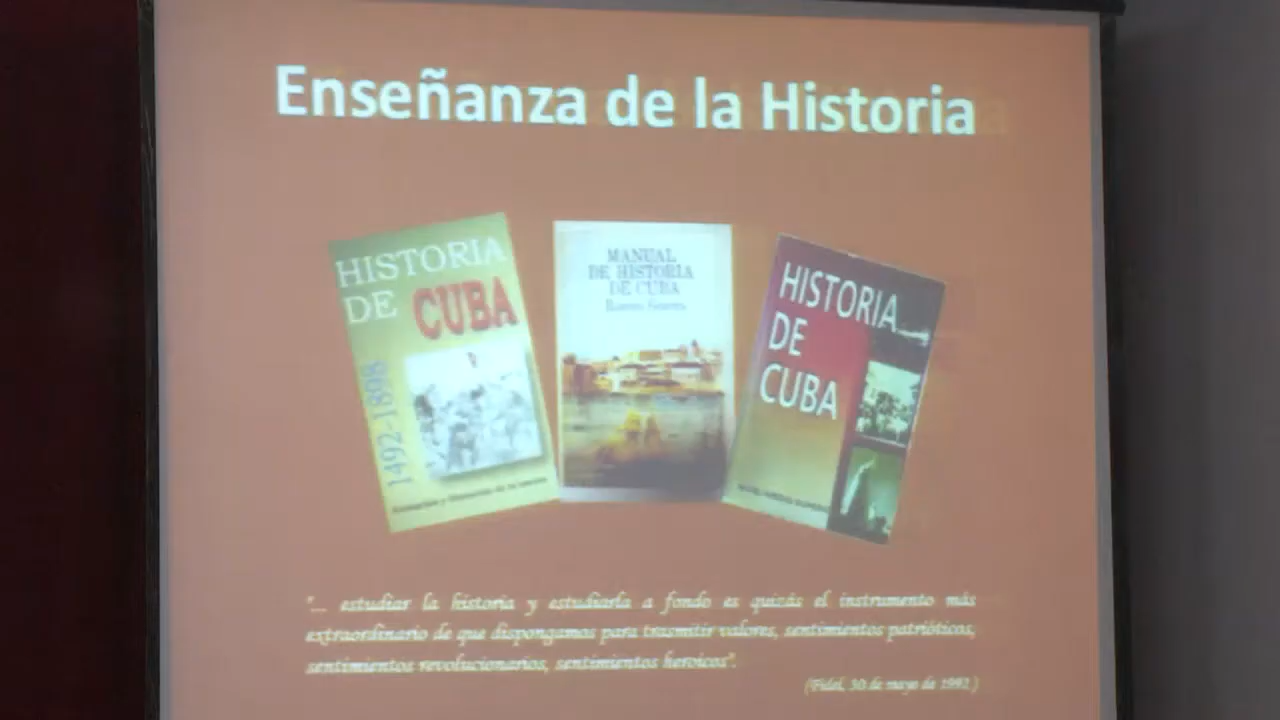 Enseñanza de la Historia
HISTORIA
DE CUBA
1492-1898
MANUAL
DE HISTORIA
DE CUBA
Ramiro Guerra
HISTORIA
DE
CUBA
"... estudiar la historia y estudiarla a fondo es quizás el instrumento más
extraordinario de que dispongamos para trasmitir valores, sentimientos patrióticos,
sentimientos revolucionarios, sentimientos heroicos".
(Fidel, 30 de mayo de 1992)